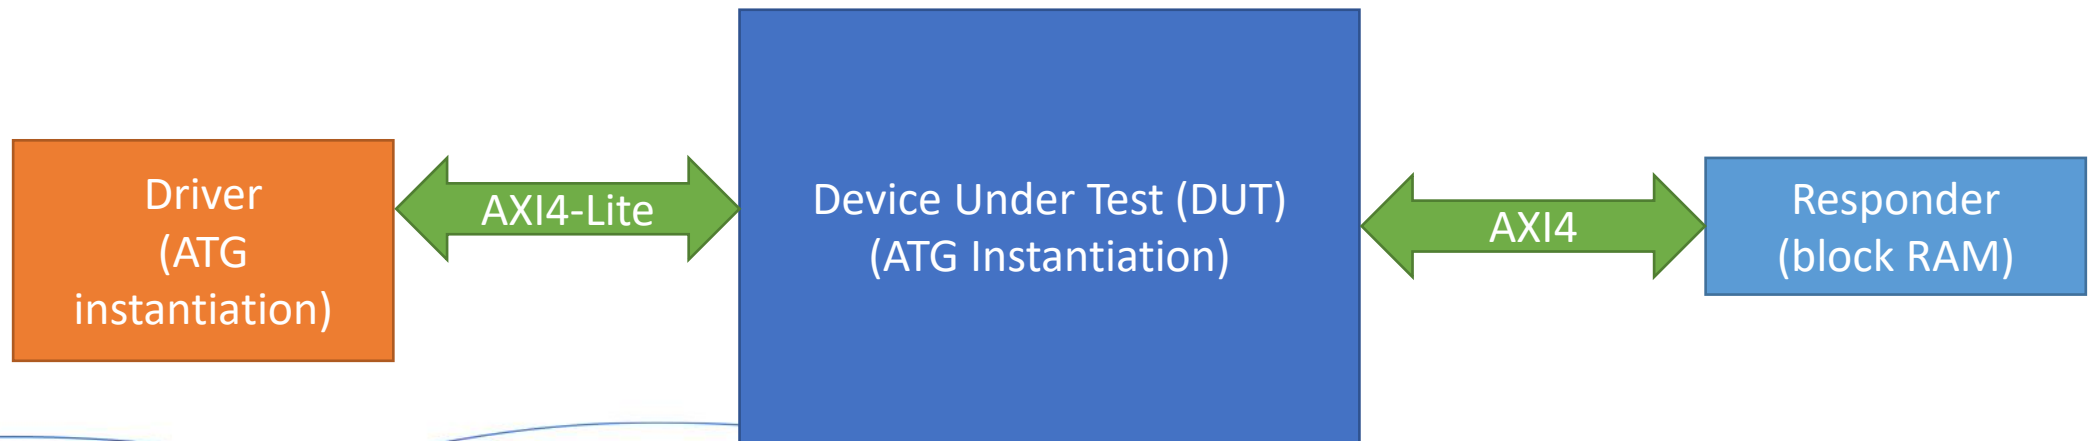 Driver
(ATG
instantiation)
AXI4-Lite
Device Under Test (DUT)
(ATG Instantiation)
AXI4
Responder
(block RAM)